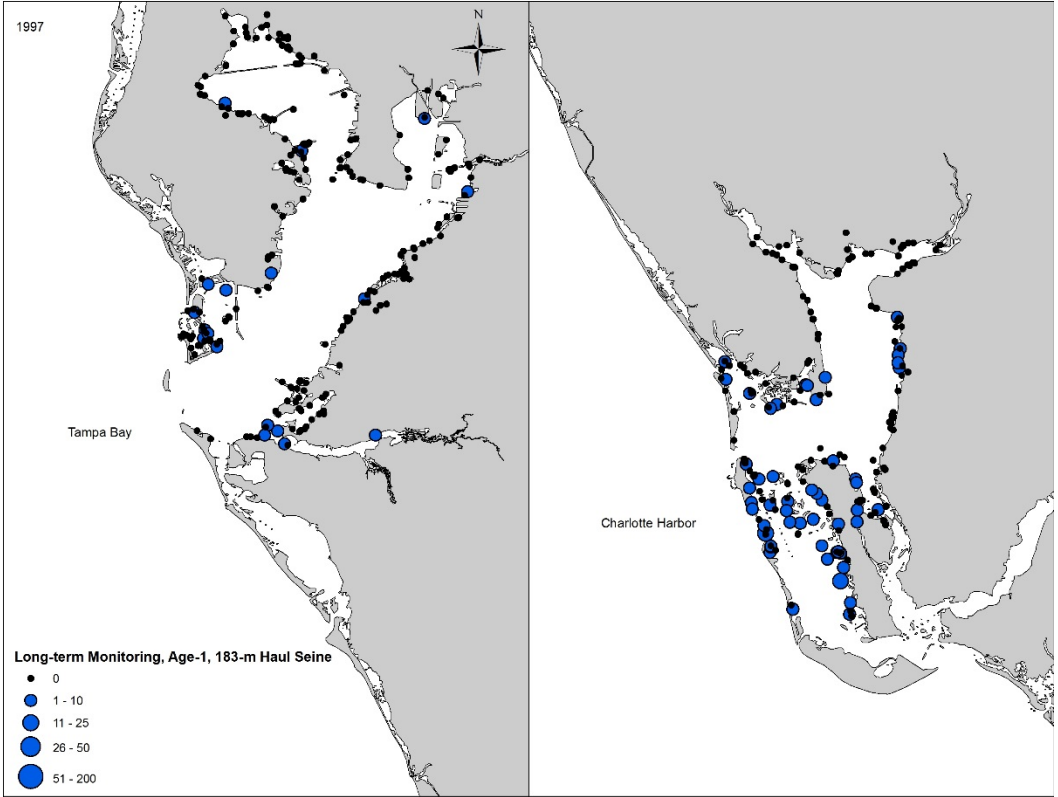 1997
N
Tampa Bay
Charlotte Harbor
Long-term Monitoring, Age-1, 183-m Haul Seine
0
1 - 10
11 - 25
26 - 50
51 - 200